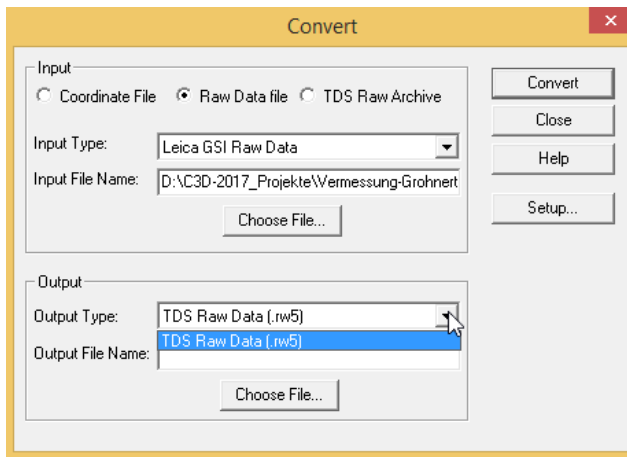 Convert
Input
Coordinate File Raw Data file TDS Raw Archive
Input Type: Leica GSI Raw Data
Input File Name: D:\C3D-2017_Projekte\Vermessung-Grohnert
Choose File...
Convert
Close
Help
Setup...
Output
Output Type: TDS Raw Data (.rw5)
TDS Raw Data (.rw5)
Output File Name:
Choose File...